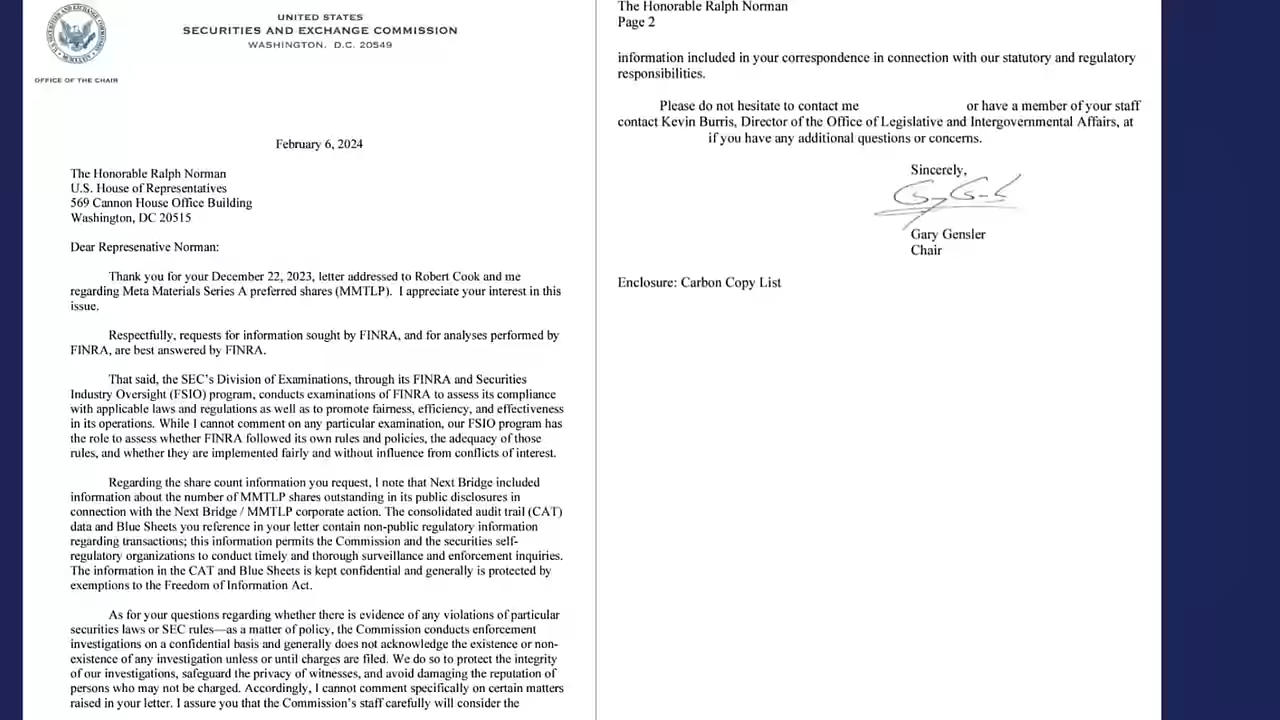 UNITED STATES
SECURITIES AND EXCHANGE COMMISSION
WASHINGTON, D.C. 20549
OFFICE OF THE CHAIR
February 6, 2024
The Honorable Ralph Norman
U.S. House of Representatives
569 Cannon House Office Building
Washington, DC 20515
Dear Represenative Norman:
Thank you for your December 22, 2023, letter addressed to Robert Cook and me
regarding Meta Materials Series A preferred shares (MMTLP). I appreciate your interest in this
issue.
Respectfully, requests for information sought by FINRA, and for analyses performed by
FINRA, are best answered by FINRA.
That said, the SEC's Division of Examinations, through its FINRA and Securities
Industry Oversight (FSIO) program, conducts examinations of FINRA to assess its compliance
with applicable laws and regulations as well as to promote fairness, efficiency, and effectiveness
in its operations. While I cannot comment on any particular examination, our FSIO program has
the role to assess whether FINRA followed its own rules and policies, the adequacy of those
rules, and whether they are implemented fairly and without influence from conflicts of interest.
Regarding the share count information you request, I note that Next Bridge included
information about the number of MMTLP shares outstanding in its public disclosures in
connection with the Next Bridge / MMTLP corporate action. The consolidated audit trail (CAT)
data and Blue Sheets you reference in your letter contain non-public regulatory information
regarding transactions; this information permits the Commission and the securities self-
regulatory organizations to conduct timely and thorough surveillance and enforcement inquiries.
The information in the CAT and Blue Sheets is kept confidential and generally is protected by
exemptions to the Freedom of Information Act.
As for your questions regarding whether there is evidence of any violations of particular
securities laws or SEC rules—as a matter of policy, the Commission conducts enforcement
investigations on a confidential basis and generally does not acknowledge the existence or non-
existence of any investigation unless or until charges are filed. We do so to protect the integrity
of our investigations, safeguard the privacy of witnesses, and avoid damaging the reputation of
persons who may not be charged. Accordingly, I cannot comment specifically on certain matters
raised in your letter. I assure you that the Commission's staff carefully will consider the
The Honorable Ralph Norman
Page 2
information included in your correspondence in connection with our statutory and regulatory
responsibilities.
Please do not hesitate to contact me or have a member of your staff
contact Kevin Burris, Director of the Office of Legislative and Intergovernmental Affairs, at
if you have any additional questions or concerns.
Sincerely,
Gary Gensler
Chair
Enclosure: Carbon Copy List